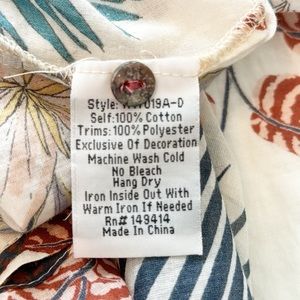 Style: 019A-D
Self:100% Cotton
Trims:100% Polyester
Exclusive Of Decoration
Machine Wash Cold
No Bleach
Hang Dry
Iron Inside Out With
Warm Iron If Needed
Rn# 149414
Made In China